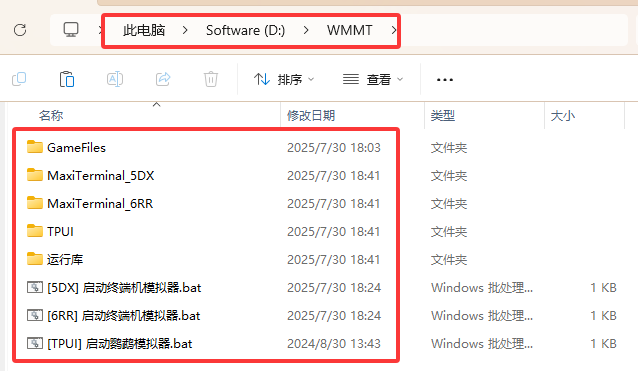 此电脑 > Software (D:) > WMMT >
排序 查看 •••
名称 修改日期 类型 大小
GameFiles 2025/7/30 18:03 文件夹
MaxiTerminal_5DX 2025/7/30 18:41 文件夹
MaxiTerminal_6RR 2025/7/30 18:41 文件夹
TPUI 2025/7/30 18:41 文件夹
运行库 2025/7/30 18:41 文件夹
[5DX] 启动终端机模拟器.bat 2025/7/30 18:24 Windows 批处理... 1 KB
[6RR] 启动终端机模拟器.bat 2025/7/30 18:24 Windows 批处理... 1 KB
[TPUI] 启动鹦鹉模拟器.bat 2024/8/30 13:43 Windows 批处理... 1 KB